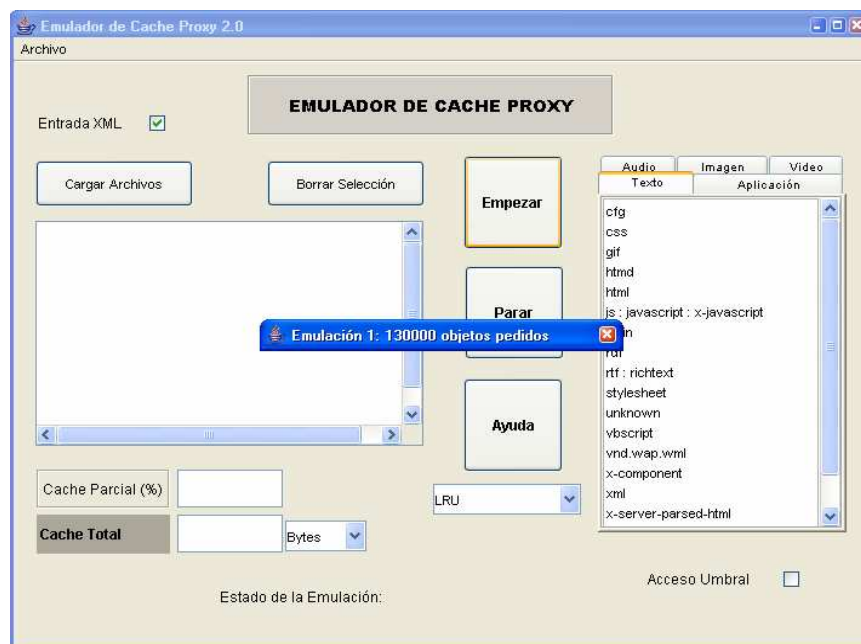 Emulador de Cache Proxy 2.0
Archivo
EMULADOR DE CACHE PROXY
Entrada XML
Cargar Archivos
Borrar Selección
Empezar
Parar
Ayuda
Emulación 1: 130000 objetos pedidos
Audio Imagen Video
Texto Aplicación
cfg
css
gif
htmd
html
js : javascript : x-javascript
rtf : richtext
stylesheet
unknown
vbscript
vnd.wap.wml
x-component
xml
x-server-parsed-html
Cache Parcial (%)
LRU
Cache Total
Bytes
Acceso Umbral
Estado de la Emulación: